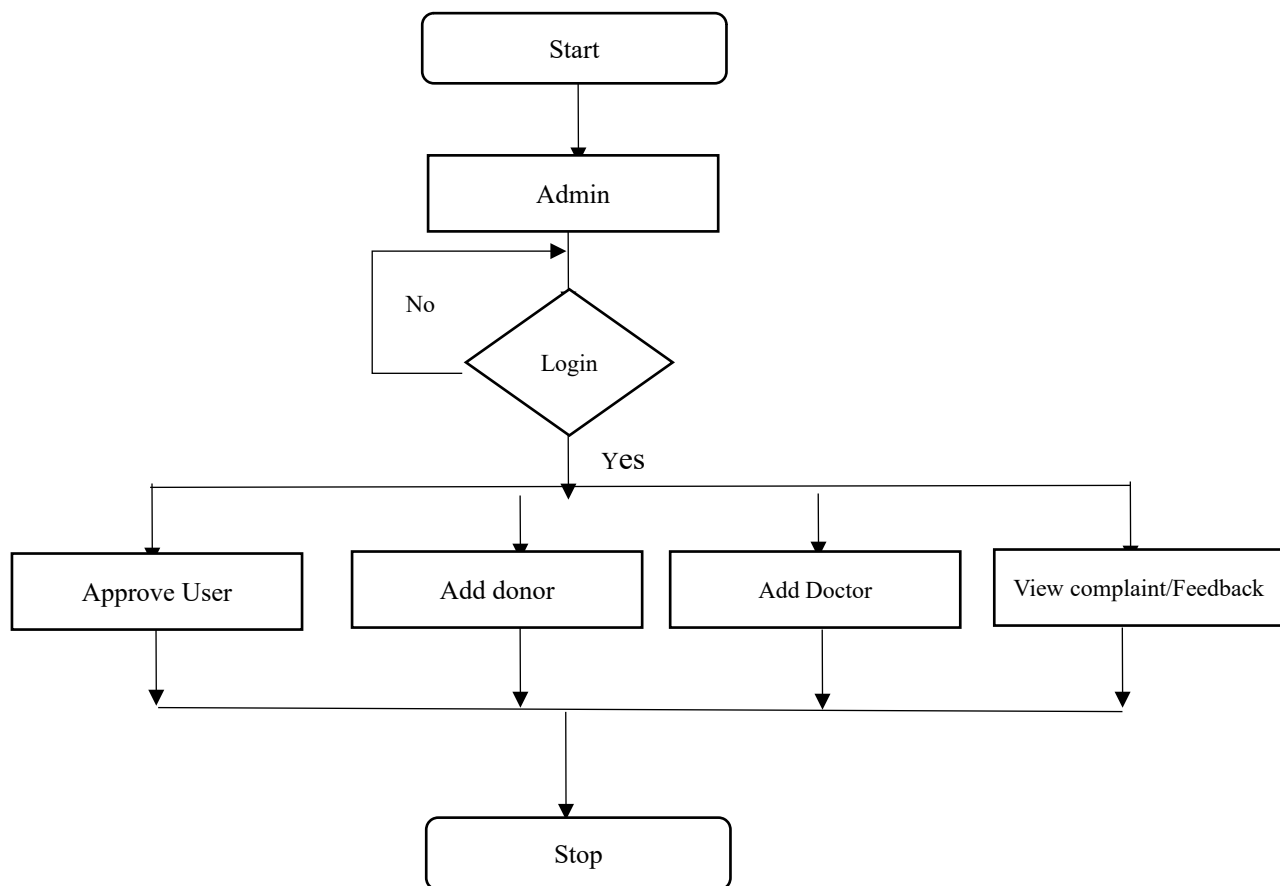 Start
Admin
No
Login
Yes
Approve User
Add donor
Add Doctor
View complaint/Feedback
Stop